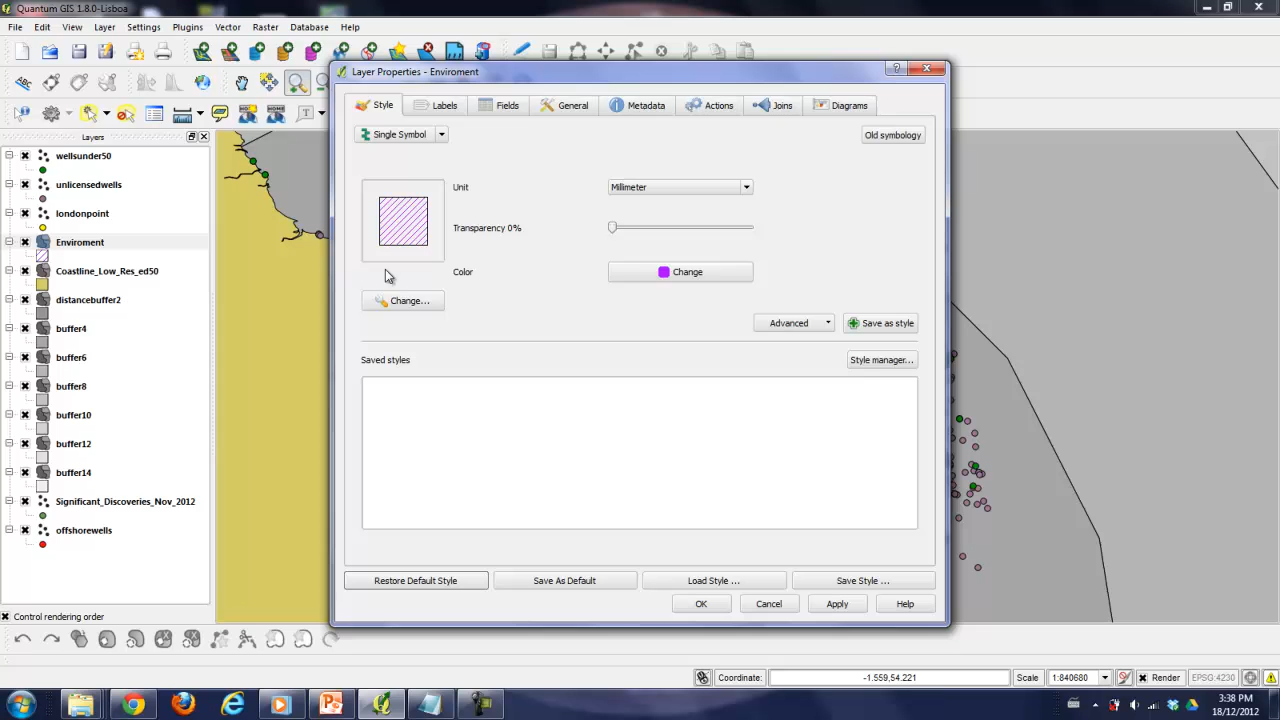 Quantum GIS 1.8.0-Lisboa
File Edit View Layer Settings Plugins Vector Raster Database Help
Layer Properties - Enviroment
Style Labels Fields General Metadata Actions Joins Diagrams
Layers
wellsunder50
unlicensedwells
londonpoint
Enviroment
Coastline_Low_Res_ed50
distancebuffer2
buffer4
buffer6
buffer8
buffer10
buffer12
buffer14
Significant_Discoveries_Nov_2012
offshorewells
Control rendering order
Single Symbol
Old symbology
Unit
Millimeter
Transparency 0%
Color
Change
Change...
Advanced
Save as style
Saved styles
Style manager...
Restore Default Style
Save As Default
Load Style ...
Save Style ...
OK
Cancel
Apply
Help
Coordinate:
-1.559,54.221
Scale
1:840680
Render
EPSG:4230
3:38 PM
18/12/2012